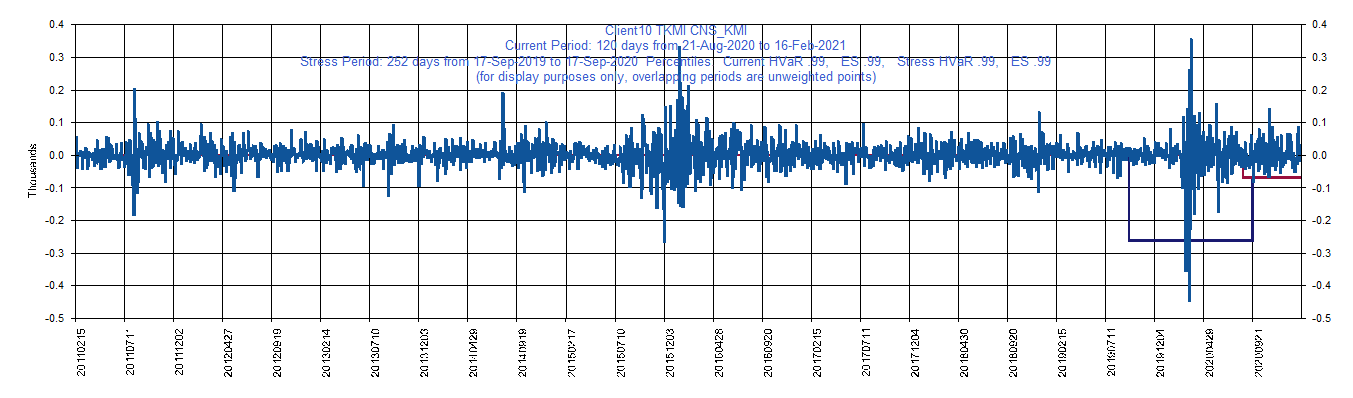 Client10 TKMI CNS_KMI
Current Period: 120 days from 21-Aug-2020 to 16-Feb-2021
Stress Period: 252 days from 17-Sep-2019 to 17-Sep-2020 Percentiles: Current HVaR .99, ES .99, Stress HVaR .99, ES .99
(for display purposes only, overlapping periods are unweighted points)
0.4 0.4
0.3 0.3
0.2 0.2
0.1 0.1
0.0 0.0
-0.1 -0.1
-0.2 -0.2
-0.3 -0.3
-0.4 -0.4
-0.5 -0.5
Thousands
20110215 20110711 20111202 20120427 20120919 20130214 20130710 20131203 20140429 20140919 20150217 20150710 20151203 20160428 20160920 20170215 20170711 20171204 20180430 20180920 20190215 20190711 20191204 20200429 20200921